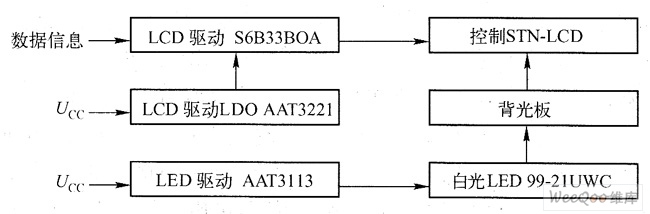 数据信息
LCD 驱动 S6B33BOA
控制STN-LCD
UCC
LCD 驱动LDO AAT3221
背光板
UCC
LED 驱动 AAT3113
白光LED 99-21UWC
WeeQoo维库